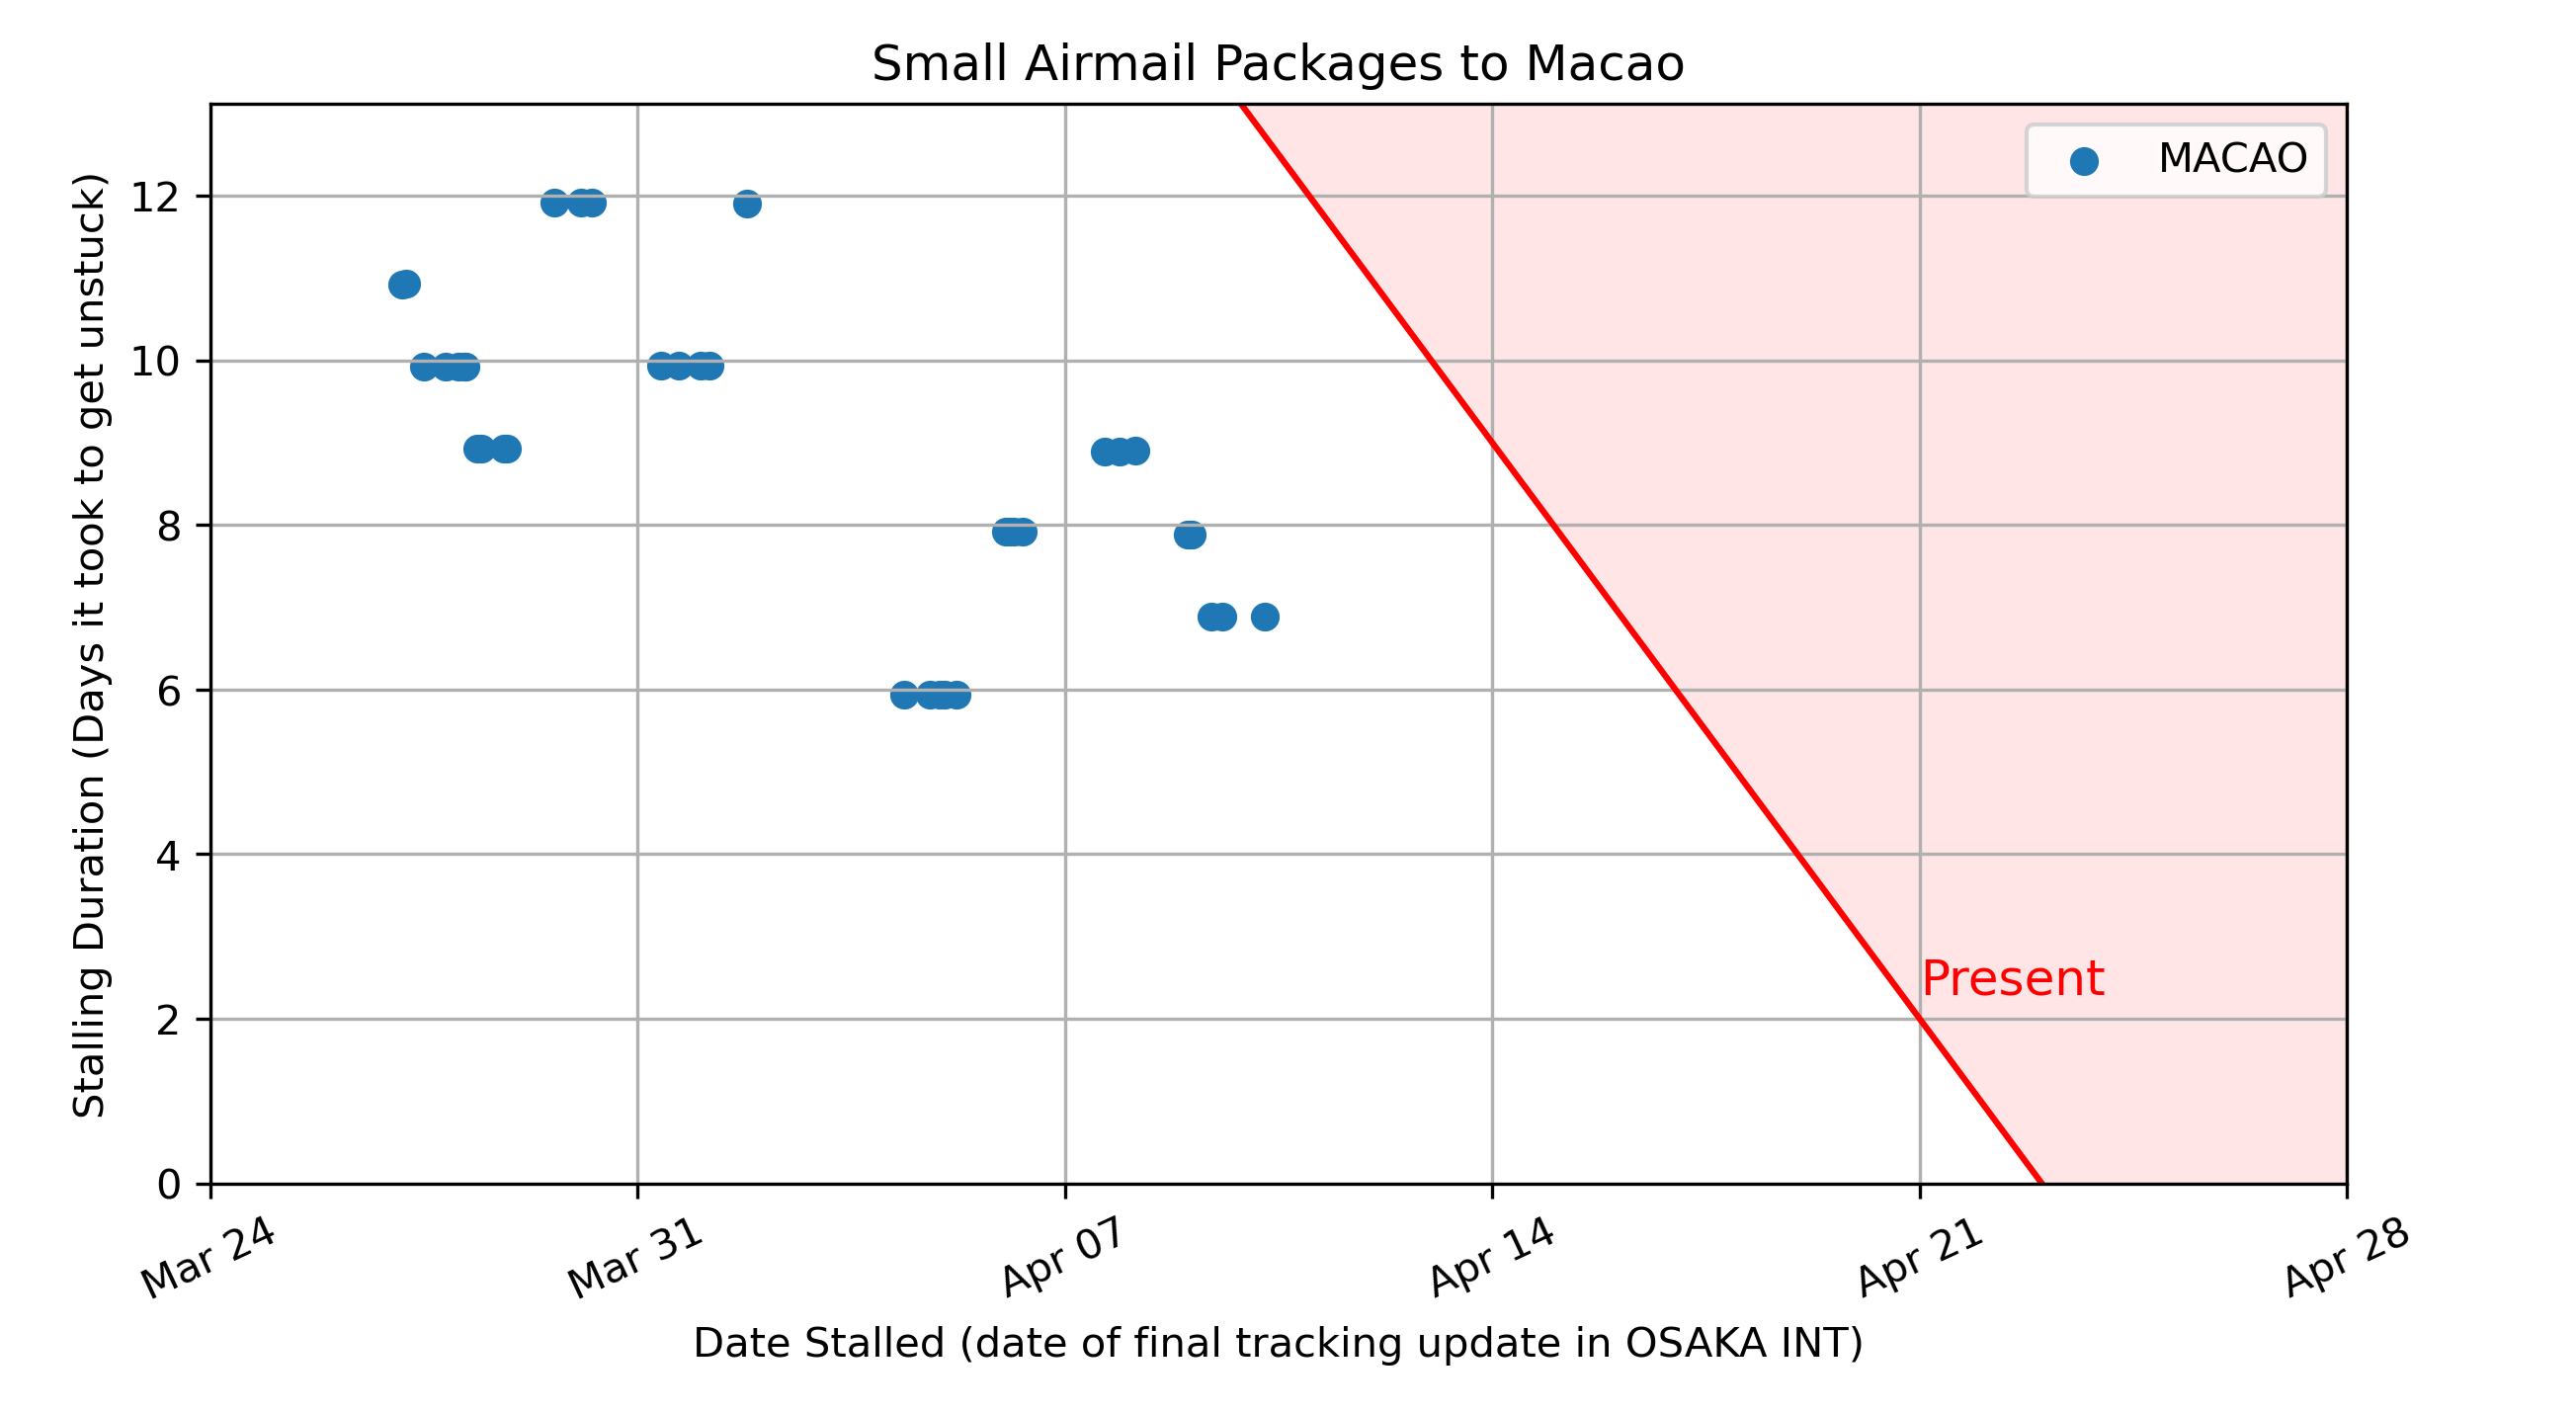 Small Airmail Packages to Macao
MACAO
Stalling Duration (Days it took to get unstuck)
12
10
8
6
4
2
0
Present
Mar 24
Mar 31
Apr 07
Apr 14
Apr 21
Apr 28
Date Stalled (date of final tracking update in OSAKA INT)